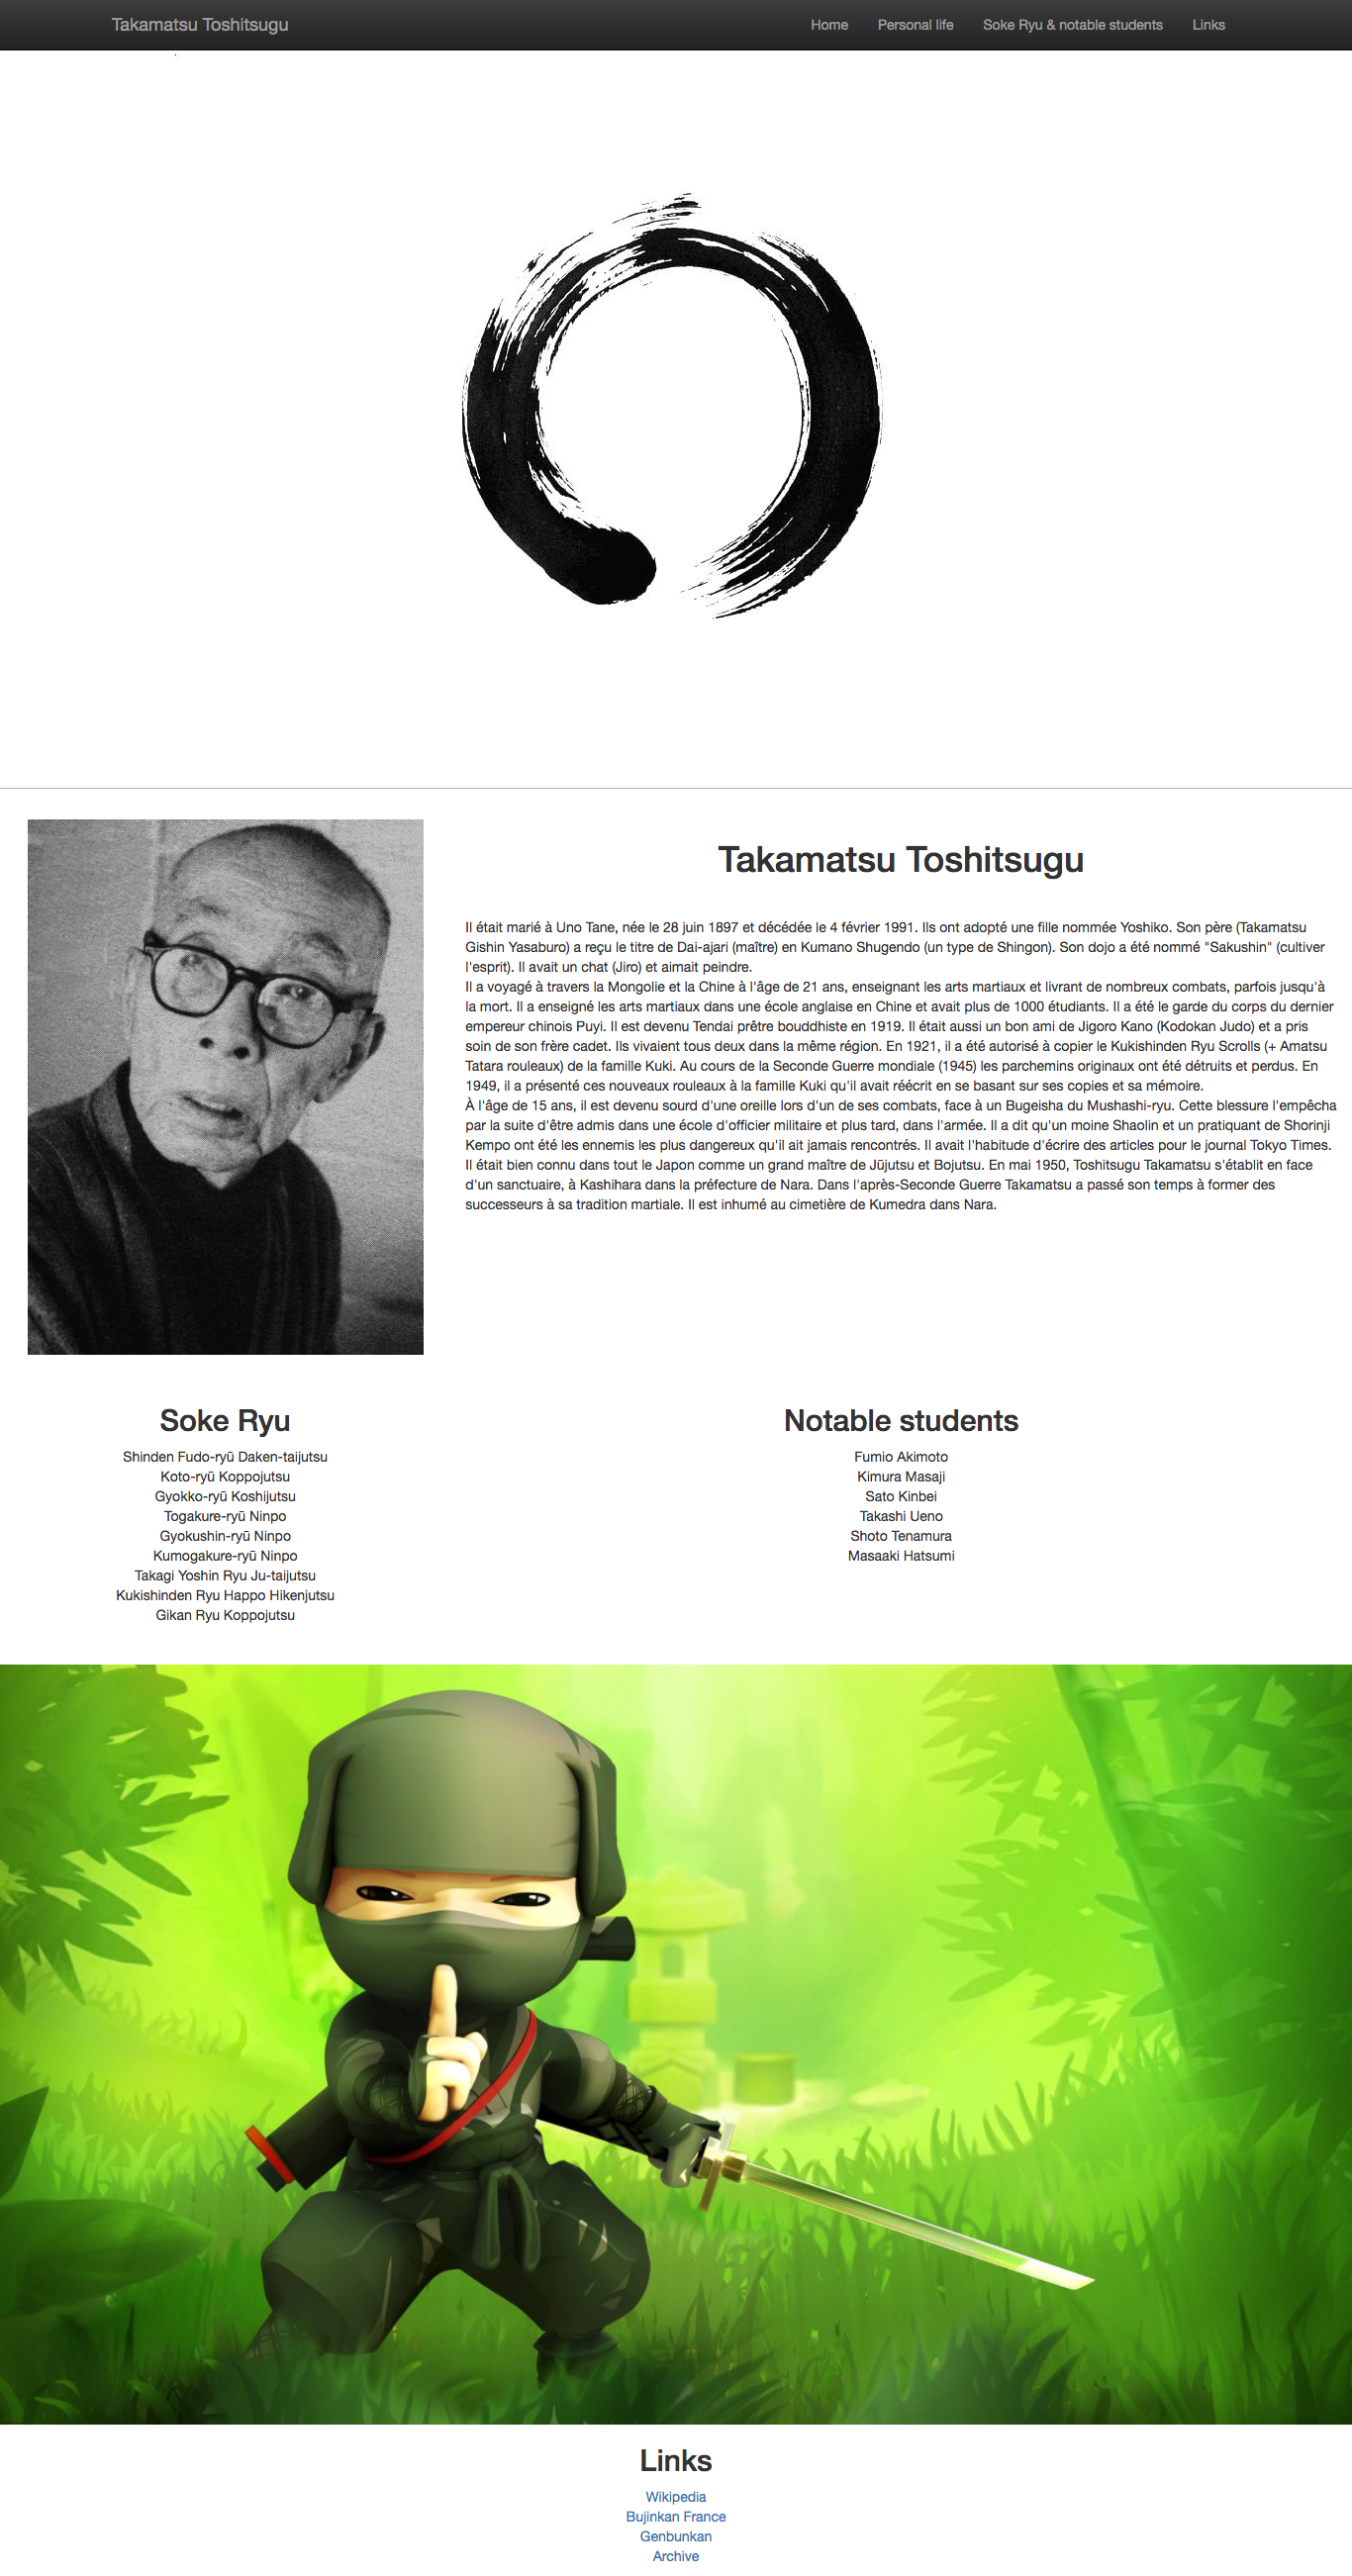 Takamatsu Toshitsugu
Home
Personal life
Soke Ryu & notable students
Links
Takamatsu Toshitsugu
Il était marié à Uno Tane, née le 28 juin 1897 et décédée le 4 février 1991. Ils ont adopté une fille nommée Yoshiko. Son père (Takamatsu
Gishin Yasaburo) a reçu le titre de Dai-ajari (maître) en Kumano Shugendo (un type de Shingon). Son dojo a été nommé "Sakushin" (cultiver
l'esprit). Il avait un chat (Jiro) et aimait peindre.
Il a voyagé à travers la Mongolie et la Chine à l'âge de 21 ans, enseignant les arts martiaux et livrant de nombreux combats, parfois jusqu'à
la mort. Il a enseigné les arts martiaux dans une école anglaise en Chine et avait plus de 1000 étudiants. Il a été le garde du corps du dernier
empereur chinois Puyi. Il est devenu Tendai prêtre bouddhiste en 1919. Il était aussi un bon ami de Jigoro Kano (Kodokan Judo) et a pris
soin de son frère cadet. Ils vivaient tous deux dans la même région. En 1921, il a été autorisé à copier le Kukishinden Ryu Scrolls (+ Amatsu
Tatara rouleaux) de la famille Kuki. Au cours de la Seconde Guerre mondiale (1945) les parchemins originaux ont été détruits et perdus. En
1949, il a présenté ces nouveaux rouleaux à la famille Kuki qu'il avait réécrit en se basant sur ses copies et sa mémoire.
À l'âge de 15 ans, il est devenu sourd d'une oreille lors d'un de ses combats, face à un Bugeisha du Mushashi-ryu. Cette blessure l'empêcha
par la suite d'être admis dans une école d'officier militaire et plus tard, dans l'armée. Il a dit qu'un moine Shaolin et un pratiquant de Shorinji
Kempo ont été les ennemis les plus dangereux qu'il ait jamais rencontrés. Il avait l'habitude d'écrire des articles pour le journal Tokyo Times.
Il était bien connu dans tout le Japon comme un grand maître de Jūjutsu et Bojutsu. En mai 1950, Toshitsugu Takamatsu s'établit en face
d'un sanctuaire, à Kashihara dans la préfecture de Nara. Dans l'après-Seconde Guerre Takamatsu a passé son temps à former des
successeurs à sa tradition martiale. Il est inhumé au cimetière de Kumedra dans Nara.
Soke Ryu
Shinden Fudo-ryū Daken-taijutsu
Koto-ryū Koppojutsu
Gyokko-ryū Koshijutsu
Togakure-ryū Ninpo
Gyokushin-ryū Ninpo
Kumogakure-ryū Ninpo
Takagi Yoshin Ryu Ju-taijutsu
Kukishinden Ryu Happo Hikenjutsu
Gikan Ryu Koppojutsu
Notable students
Fumio Akimoto
Kimura Masaji
Sato Kinbei
Takashi Ueno
Shoto Tenamura
Masaaki Hatsumi
Links
Wikipedia
Bujinkan France
Genbunkan
Archive